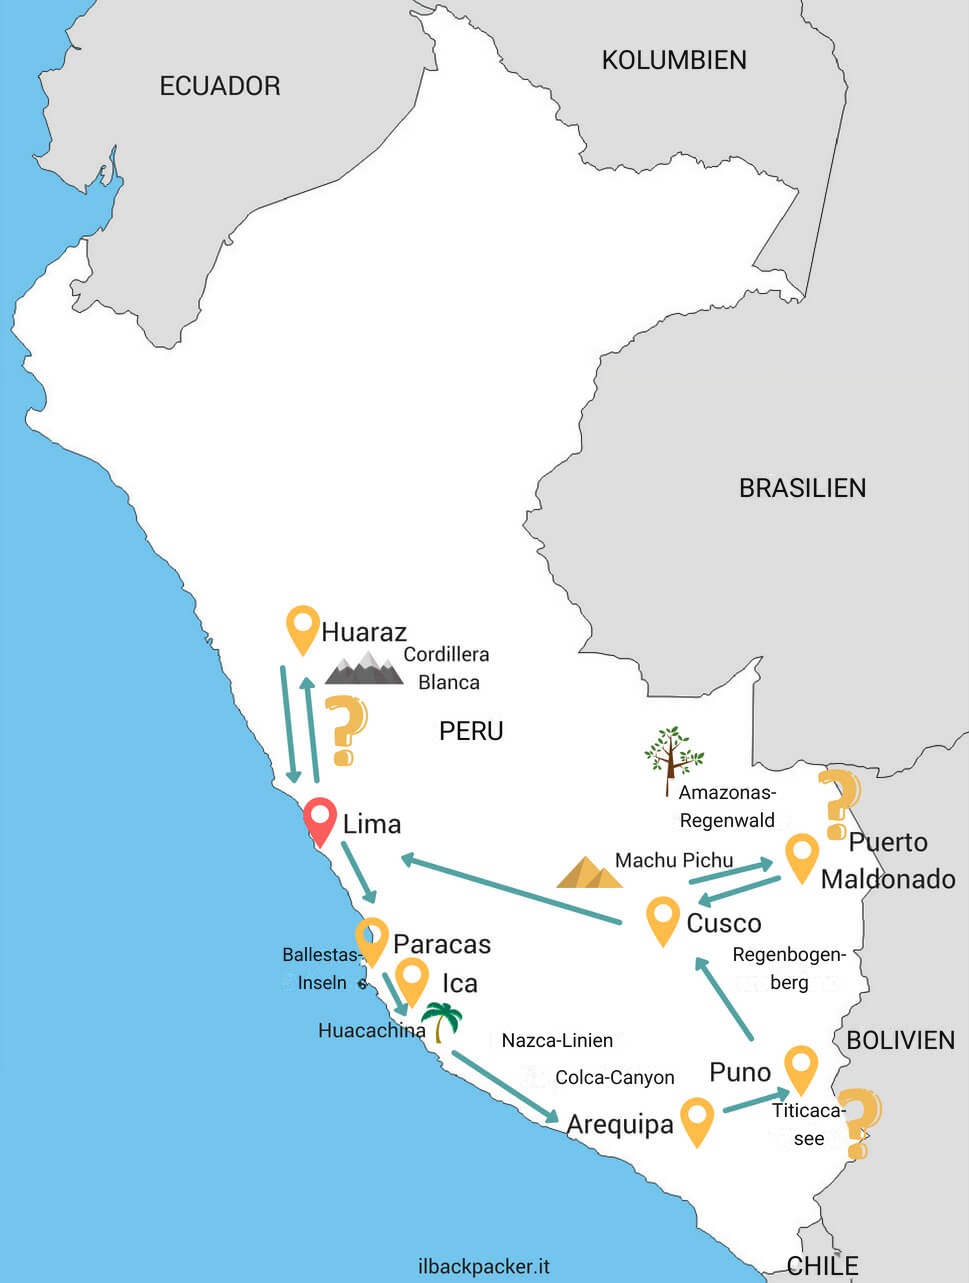 KOLUMBIEN
ECUADOR
BRASILIEN
Huaraz
Cordillera
Blanca
?
PERU
Amazonas-
Regenwald
?
Lima
Puerto
Maldonado
Machu Pichu
Cusco
Paracas
Ballestas-
Inseln
Ica
Regenbogen-
berg
Huacachina
Nazca-Linien
BOLIVIEN
Colca-Canyon
Puno
Titicaca-
see
?
Arequipa
ilbackpacker.it
CHILE